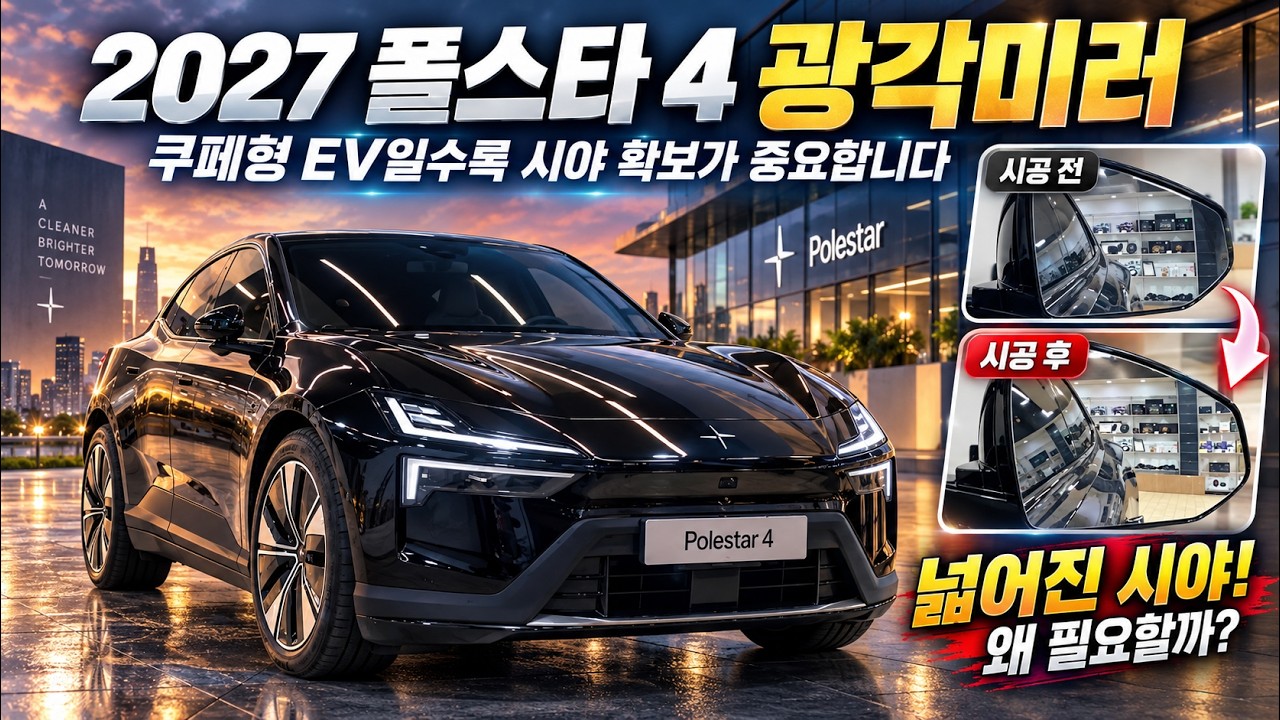 2027 폴스타 4 광각미러
쿠페형 EV일수록 시야 확보가 중요합니다
A
CLEANER
BRIGHTER
TOMORROW
Polestar
Polestar 4
시공 전
시공 후
넓어진 시야!
왜 필요할까?